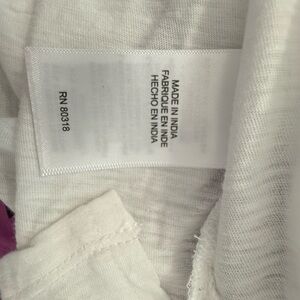 MADE IN INDIA
FABRIQUE EN INDE
HECHO EN INDIA
RN 80318